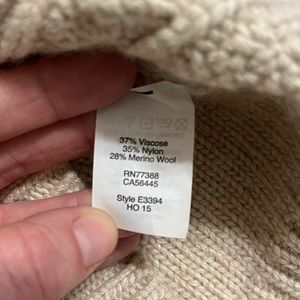 37% Viscose
35% Nylon
28% Merino Wool
RN77388
CA56445
Style E3394
HO 15